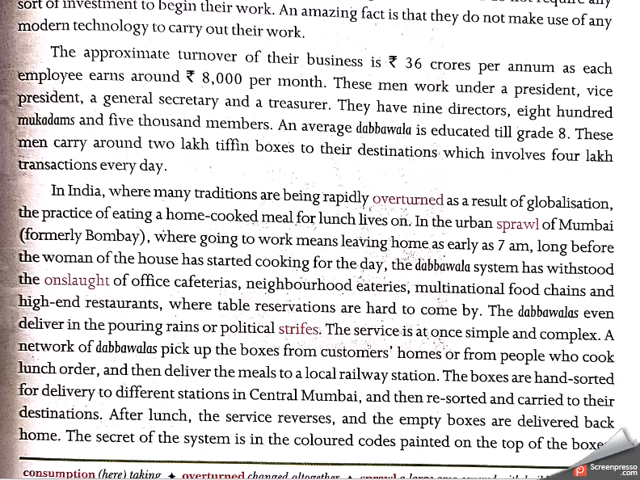 sort of investment to begin their work. An amazing fact is that they do not make use of any
modern technology to carry out their work.
The approximate turnover of their business is ₹ 36 crores per annum as each
employee earns around ₹ 8,000 per month. These men work under a president, vice
president, a general secretary and a treasurer. They have nine directors, eight hundred
mukadams and five thousand members. An average dabbawala is educated till grade 8. These
men carry around two lakh tiffin boxes to their destinations which involves four lakh
transactions every day.
In India, where many traditions are being rapidly overturned as a result of globalisation,
the practice of eating a home-cooked meal for lunch lives on. In the urban sprawl of Mumbai
(formerly Bombay), where going to work means leaving home as early as 7 am, long before
the woman of the house has started cooking for the day, the dabbawala system has withstood
the onslaught of office cafeterias, neighbourhood eateries, multinational food chains and
high-end restaurants, where table reservations are hard to come by. The dabbawalas even
deliver in the pouring rains or political strifes. The service is at once simple and complex. A
network of dabbawalas pick up the boxes from customers' homes or from people who cook
lunch order, and then deliver the meals to a local railway station. The boxes are hand-sorted
for delivery to different stations in Central Mumbai, and then re-sorted and carried to their
destinations. After lunch, the service reverses, and the empty boxes are delivered back
home. The secret of the system is in the coloured codes painted on the top of the boxe
consumption (here) taking ✦ overturned changed altogether ✦ sprawl a large area
Screenpresso
.com